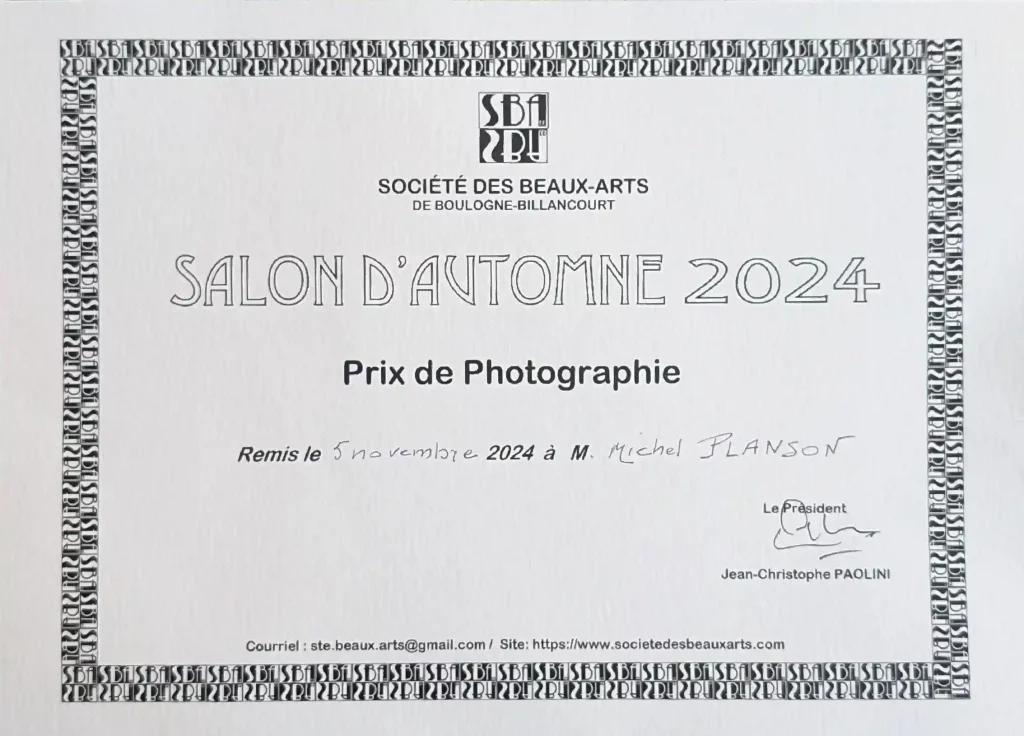 SBA
SOCIÉTÉ DES BEAUX-ARTS
DE BOULOGNE-BILLANCOURT
SALON D'AUTOMNE 2024
Prix de Photographie
Remis le 5 novembre 2024 à M. Michel PLANSON
Le Président
Jean-Christophe PAOLINI
Courriel : ste.beaux.arts@gmail.com / Site: https://www.societedesbeauxarts.com